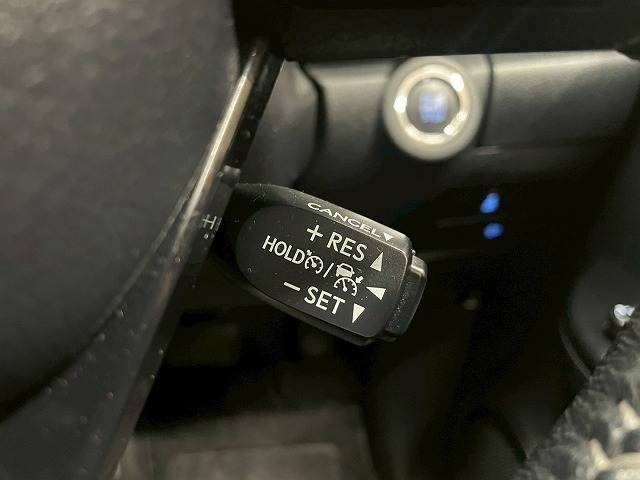 CANCEL▼
+RES▲
HOLD / ◀
−SET▼